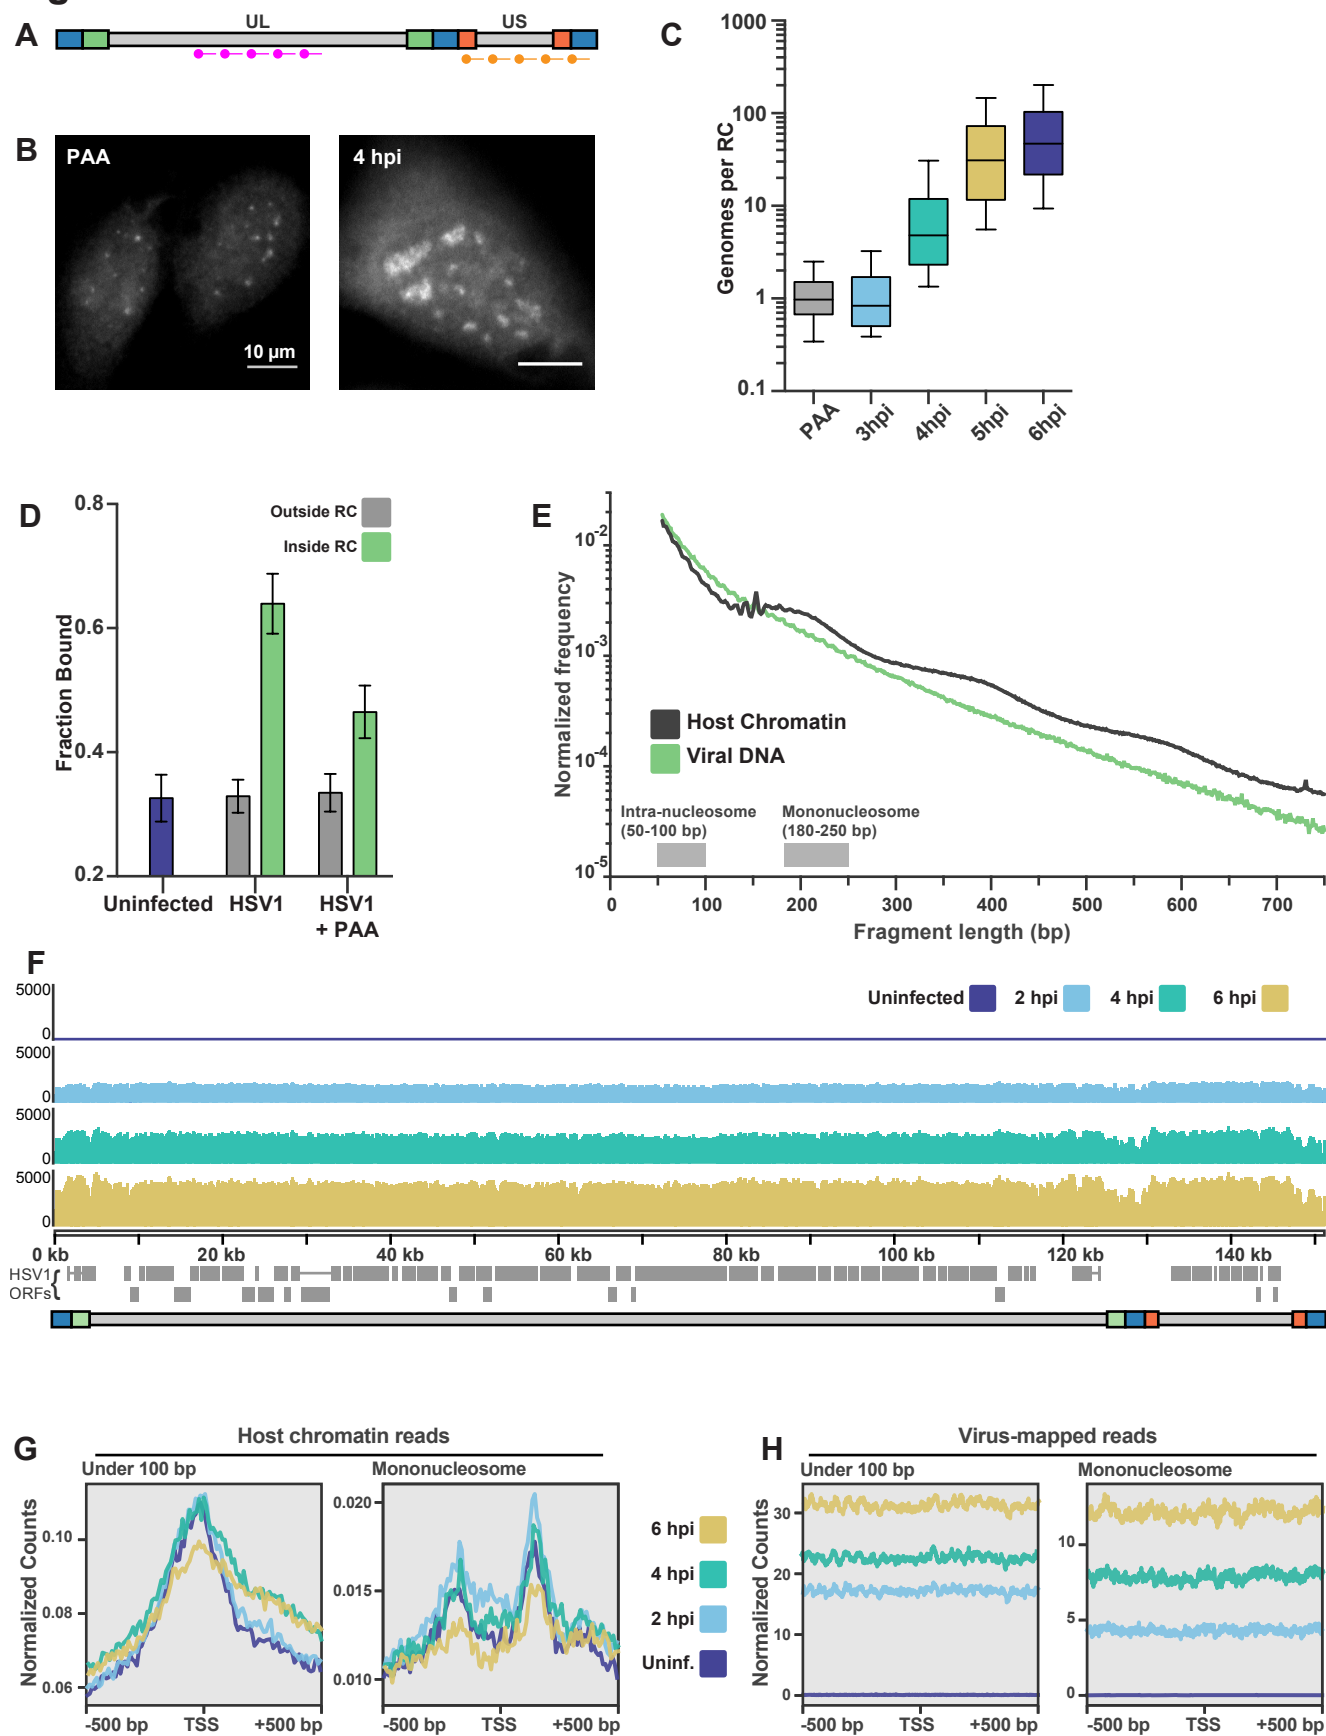 A
UL
US
B
PAA
10 µm
4 hpi
C
Genomes per RC
1000
100
10
1
0.1
PAA
3hpi
4hpi
5hpi
6hpi
D
Fraction Bound
0.8
0.6
0.4
0.2
Outside RC
Inside RC
Uninfected
HSV1
HSV1
+ PAA
E
Normalized frequency
10-2
10-3
10-4
10-5
Host Chromatin
Viral DNA
Intra-nucleosome
(50-100 bp)
Mononucleosome
(180-250 bp)
0 100 200 300 400 500 600 700
Fragment length (bp)
F
Uninfected 2 hpi 4 hpi 6 hpi
5000
0
5000
0
5000
0
5000
0
0 kb 20 kb 40 kb 60 kb 80 kb 100 kb 120 kb 140 kb
HSV1
ORFs
G
Host chromatin reads
Under 100 bp
Mononucleosome
Normalized Counts
0.10
0.08
0.06
-500 bp TSS +500 bp
0.020
0.015
0.010
-500 bp TSS +500 bp
6 hpi
4 hpi
2 hpi
Uninf.
H
Virus-mapped reads
Under 100 bp
Mononucleosome
Normalized Counts
30
20
10
0
-500 bp TSS +500 bp
10
5
0
-500 bp TSS +500 bp